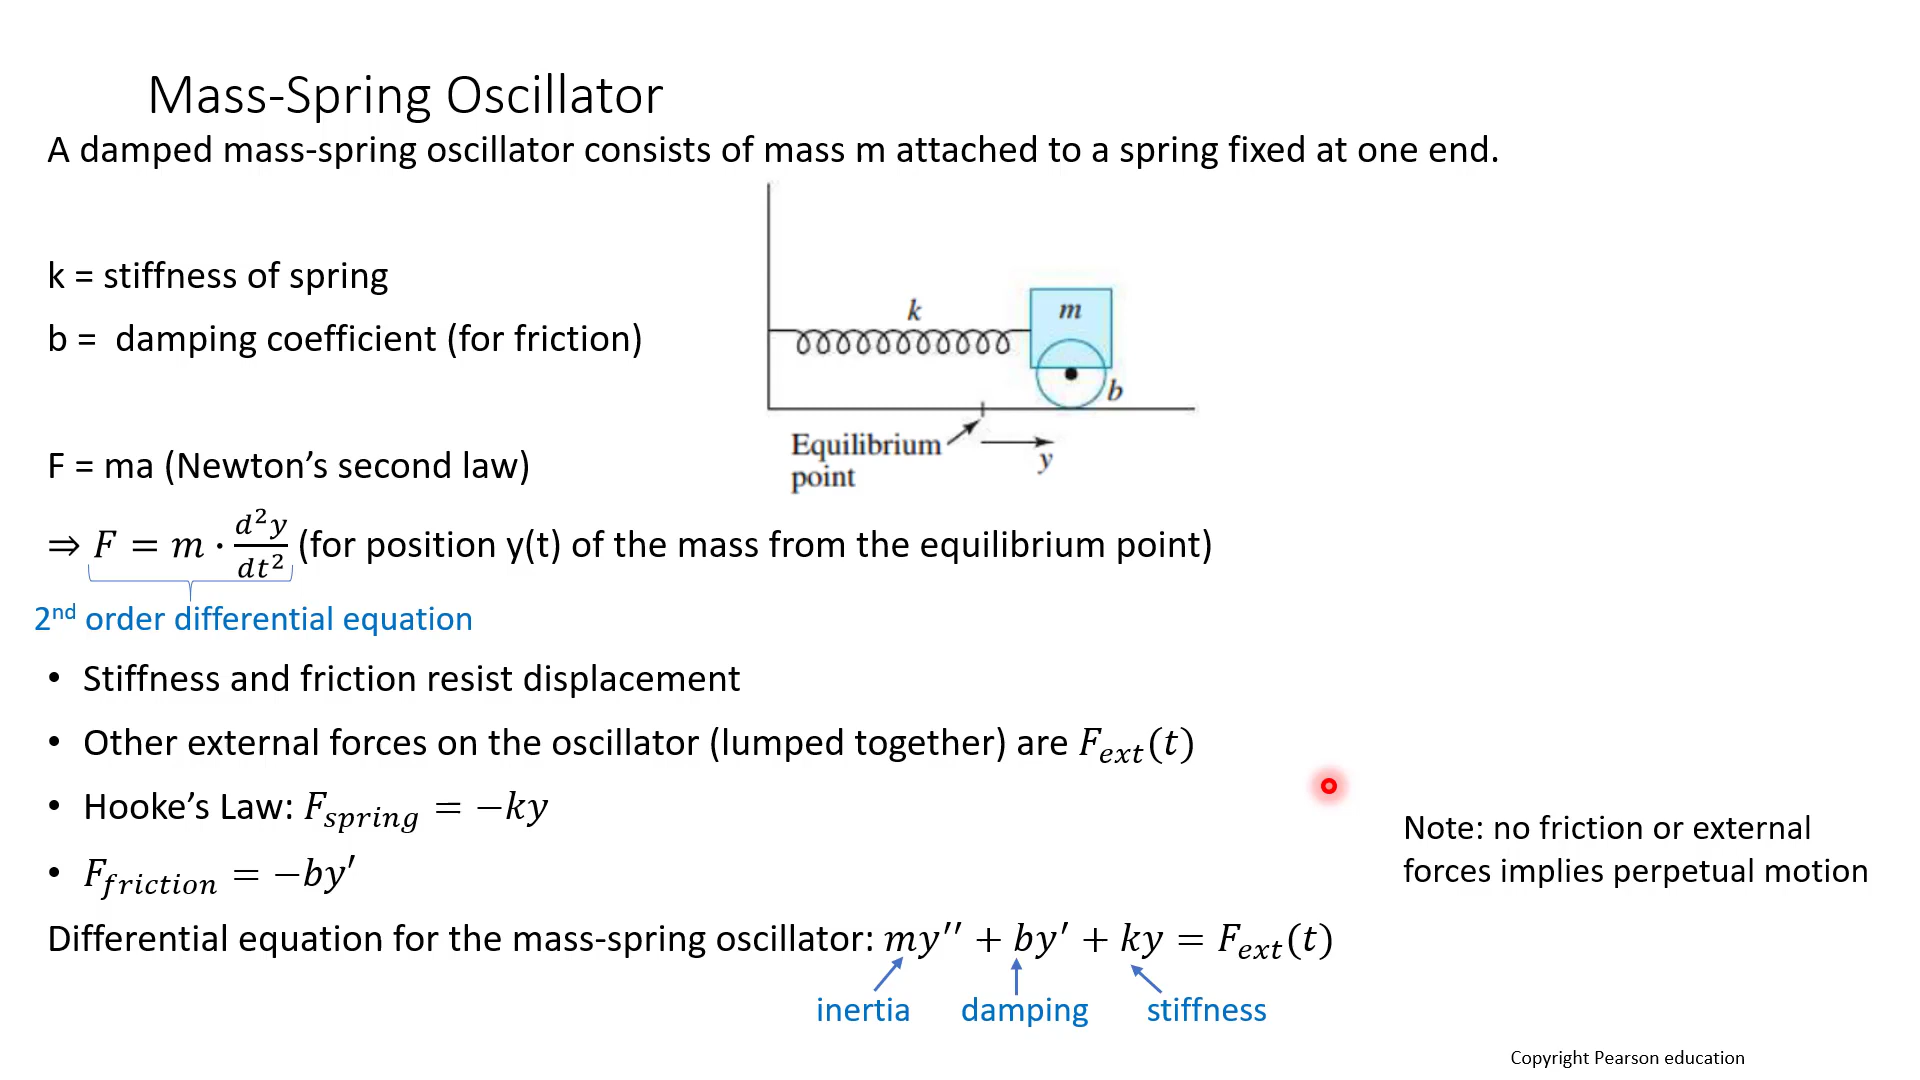 Mass-Spring Oscillator
A damped mass-spring oscillator consists of mass m attached to a spring fixed at one end.
k = stiffness of spring
b = damping coefficient (for friction)
k
m
b
Equilibrium
point
y
F = ma (Newton’s second law)
⇒ F = m · d²y/dt² (for position y(t) of the mass from the equilibrium point)
2nd order differential equation
• Stiffness and friction resist displacement
• Other external forces on the oscillator (lumped together) are F_ext(t)
• Hooke’s Law: F_spring = −ky
• F_friction = −by′
Note: no friction or external
forces implies perpetual motion
Differential equation for the mass-spring oscillator: my′′ + by′ + ky = F_ext(t)
inertia damping stiffness
Copyright Pearson education